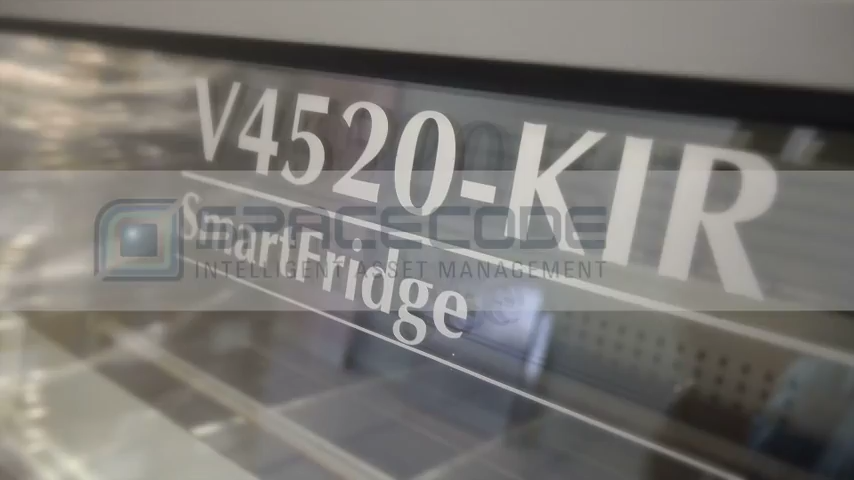 V4520-KIR
SmartFridge
SPACECODE
INTELLIGENT ASSET MANAGEMENT